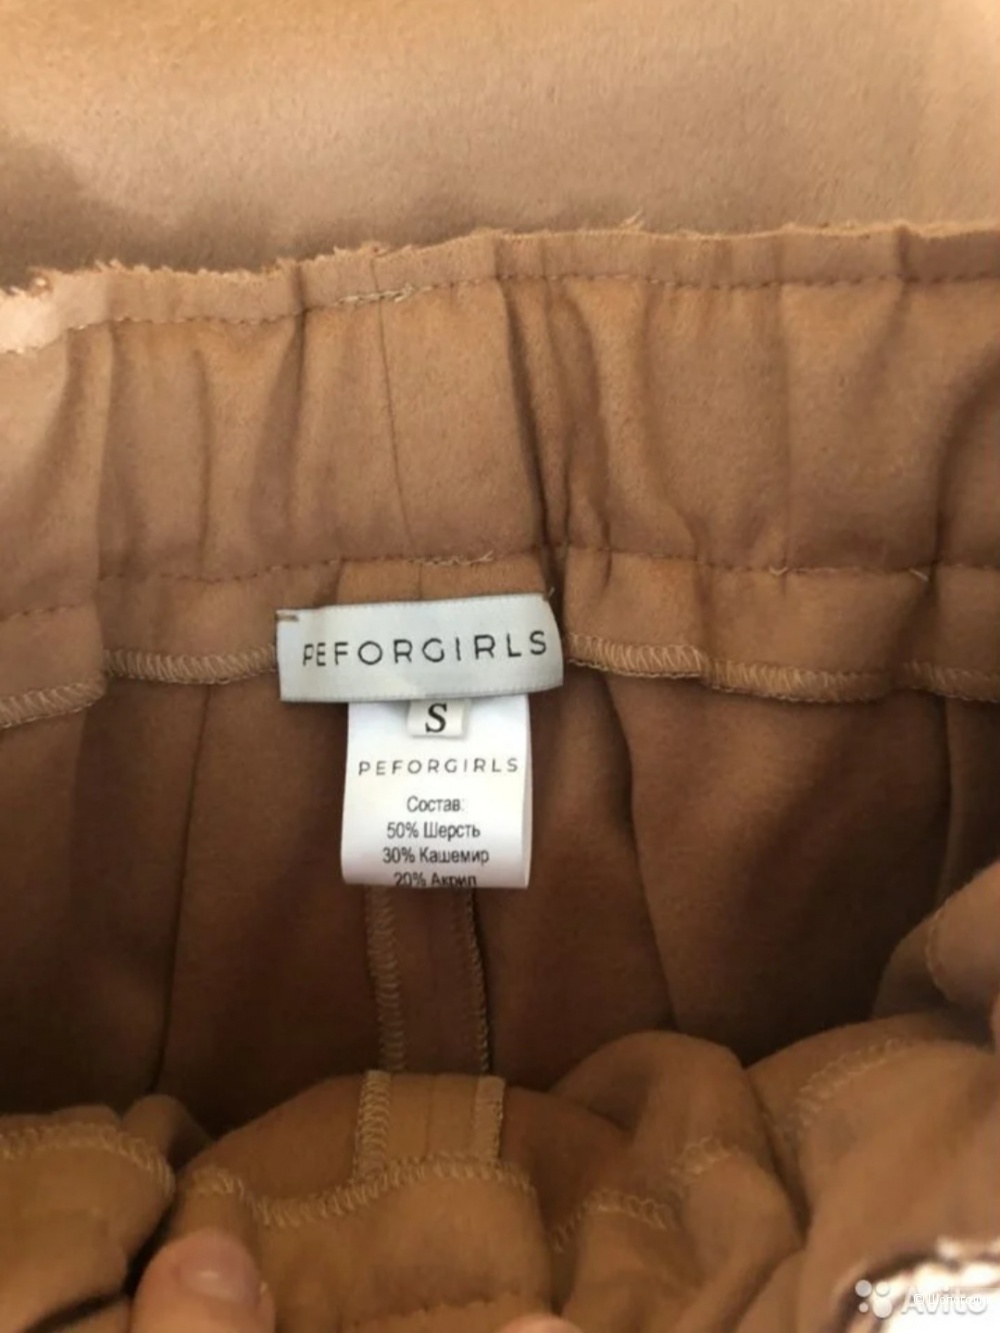 PEFORGIRLS
S
PEFORGIRLS
Состав:
50% Шерсть
30% Кашемир
20% Акрил
Avito